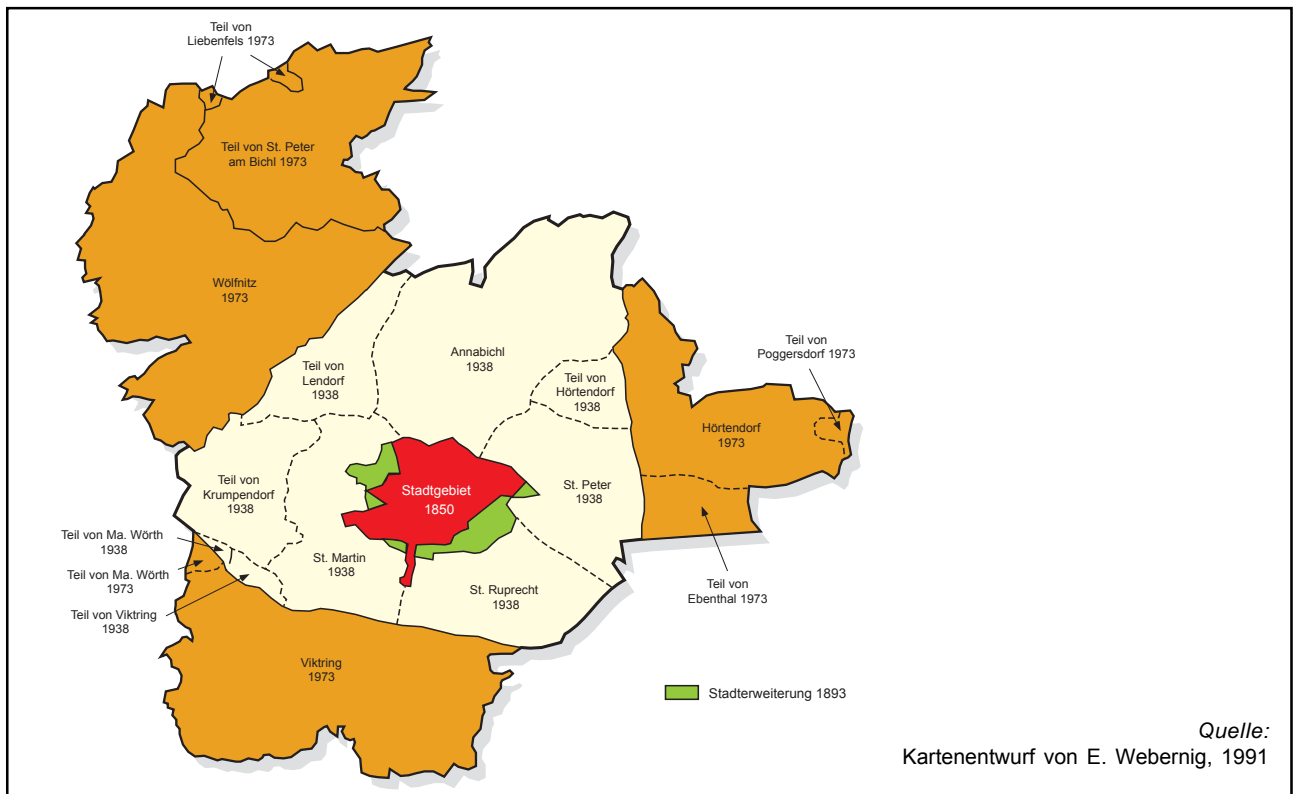 Teil von
Liebenfels 1973
Teil von St. Peter
am Bichl 1973
Wölfnitz
1973
Teil von
Lendorf
1938
Annabichl
1938
Teil von
Hörtendorf
1938
Teil von
Poggersdorf 1973
Hörtendorf
1973
Teil von
Krumpendorf
1938
Stadtgebiet
1850
St. Peter
1938
Teil von Ma. Wörth
1938
Teil von Ma. Wörth
1973
Teil von Viktring
1938
St. Martin
1938
St. Ruprecht
1938
Teil von
Ebenthal 1973
Viktring
1973
Stadterweiterung 1893
Quelle:
Kartenentwurf von E. Webernig, 1991